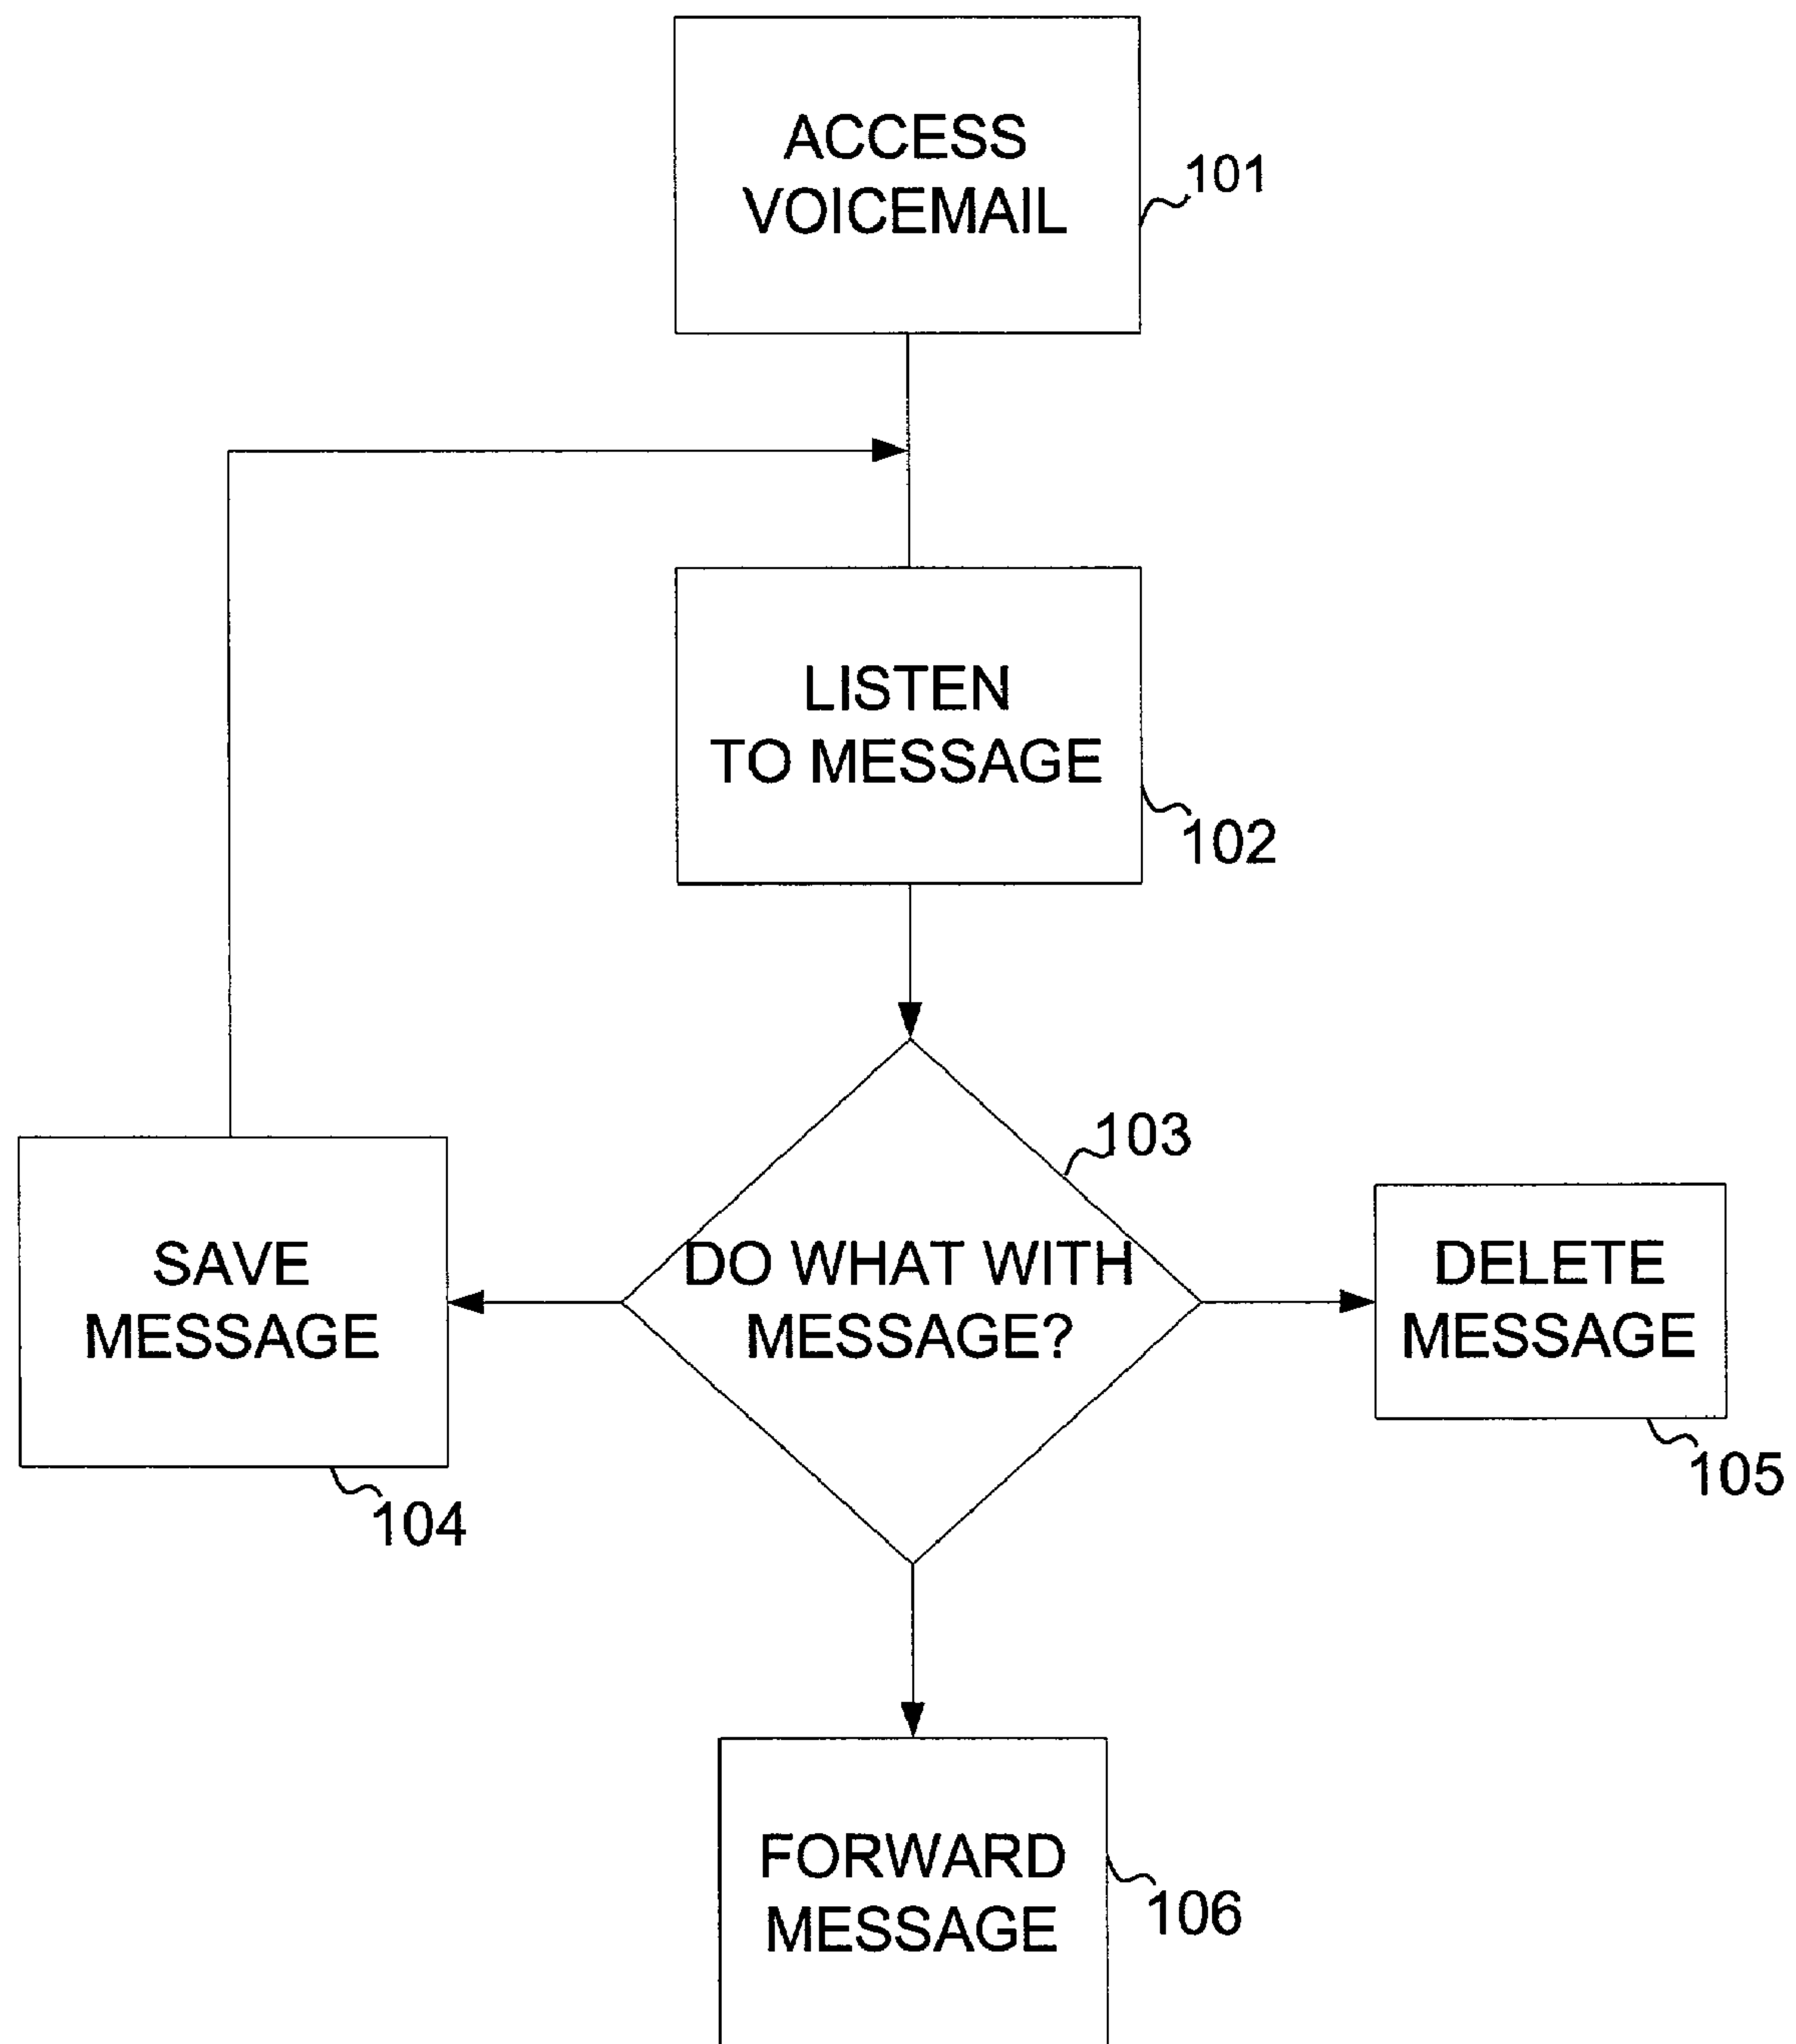 ACCESS
VOICEMAIL
101
LISTEN
TO MESSAGE
102
103
DO WHAT WITH
MESSAGE?
SAVE
MESSAGE
104
DELETE
MESSAGE
105
FORWARD
MESSAGE
106